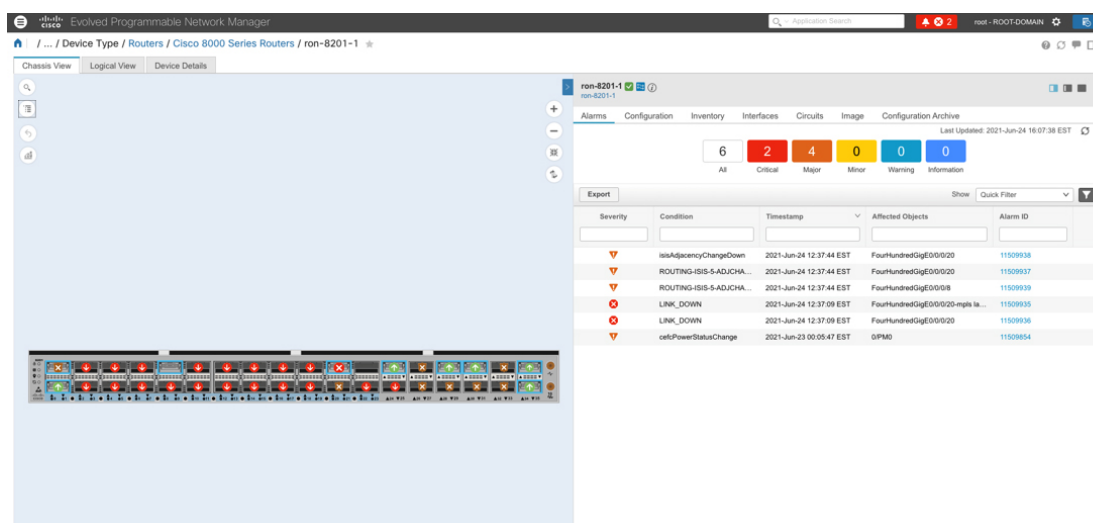 cisco Evolved Programmable Network Manager
Application Search
2
root - ROOT-DOMAIN
/ ... / Device Type / Routers / Cisco 8000 Series Routers / ron-8201-1
Chassis View Logical View Device Details
ron-8201-1
ron-8201-1
Alarms Configuration Inventory Interfaces Circuits Image Configuration Archive
Last Updated: 2021-Jun-24 16:07:38 EST
6 2 4 0 0 0
All Critical Major Minor Warning Information
Export
Show Quick Filter
Severity Condition Timestamp Affected Objects Alarm ID
isisAdjacencyChangeDown 2021-Jun-24 12:37:44 EST FourHundredGigE0/0/0/20 11509938
ROUTING-ISIS-5-ADJCHA... 2021-Jun-24 12:37:44 EST FourHundredGigE0/0/0/20 11509937
ROUTING-ISIS-5-ADJCHA... 2021-Jun-24 12:37:44 EST FourHundredGigE0/0/0/8 11509939
LINK_DOWN 2021-Jun-24 12:37:09 EST FourHundredGigE0/0/0/20-mpls la... 11509935
LINK_DOWN 2021-Jun-24 12:37:09 EST FourHundredGigE0/0/0/20 11509936
cefcPowerStatusChange 2021-Jun-23 00:05:47 EST 0/PM0 11509854